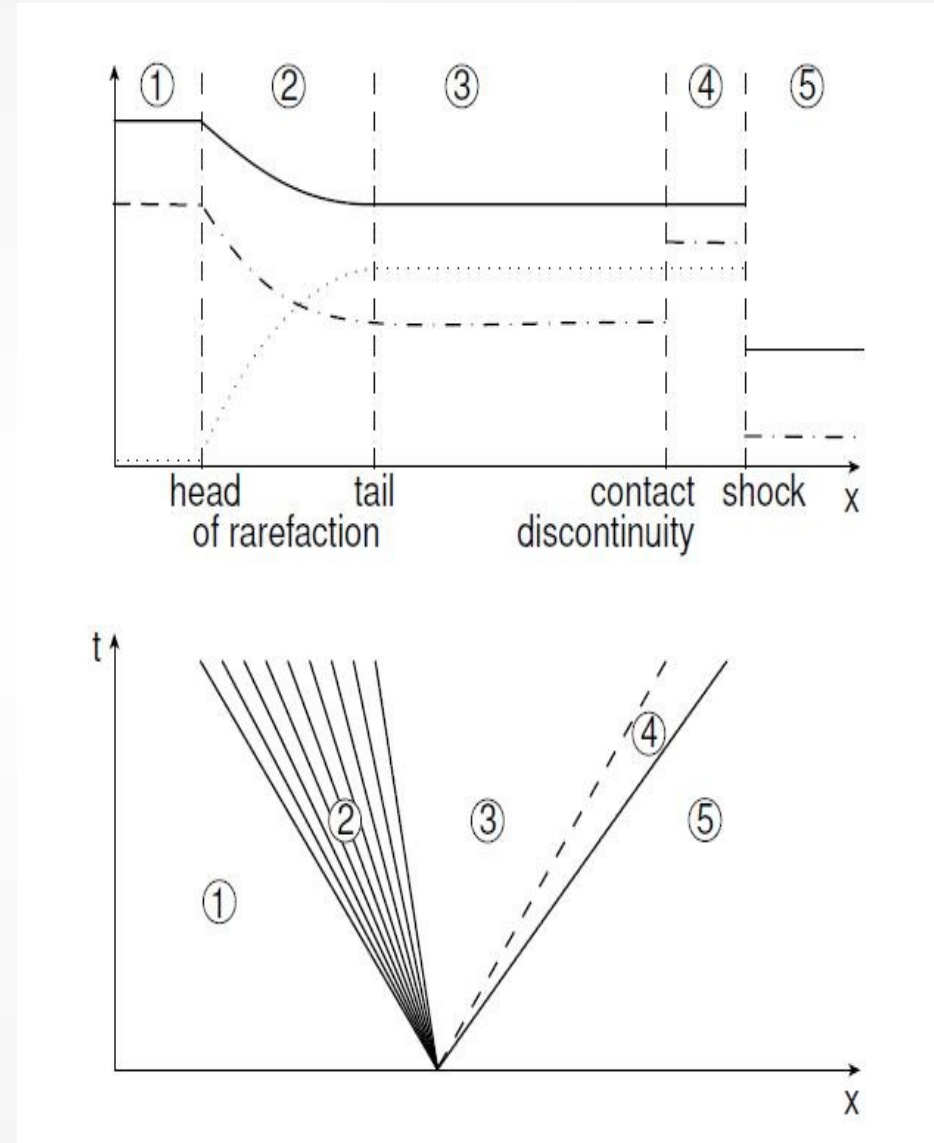 ① ② ③ ④ ⑤
head tail contact shock x
of rarefaction discontinuity
t
④
② ③ ⑤
①
x